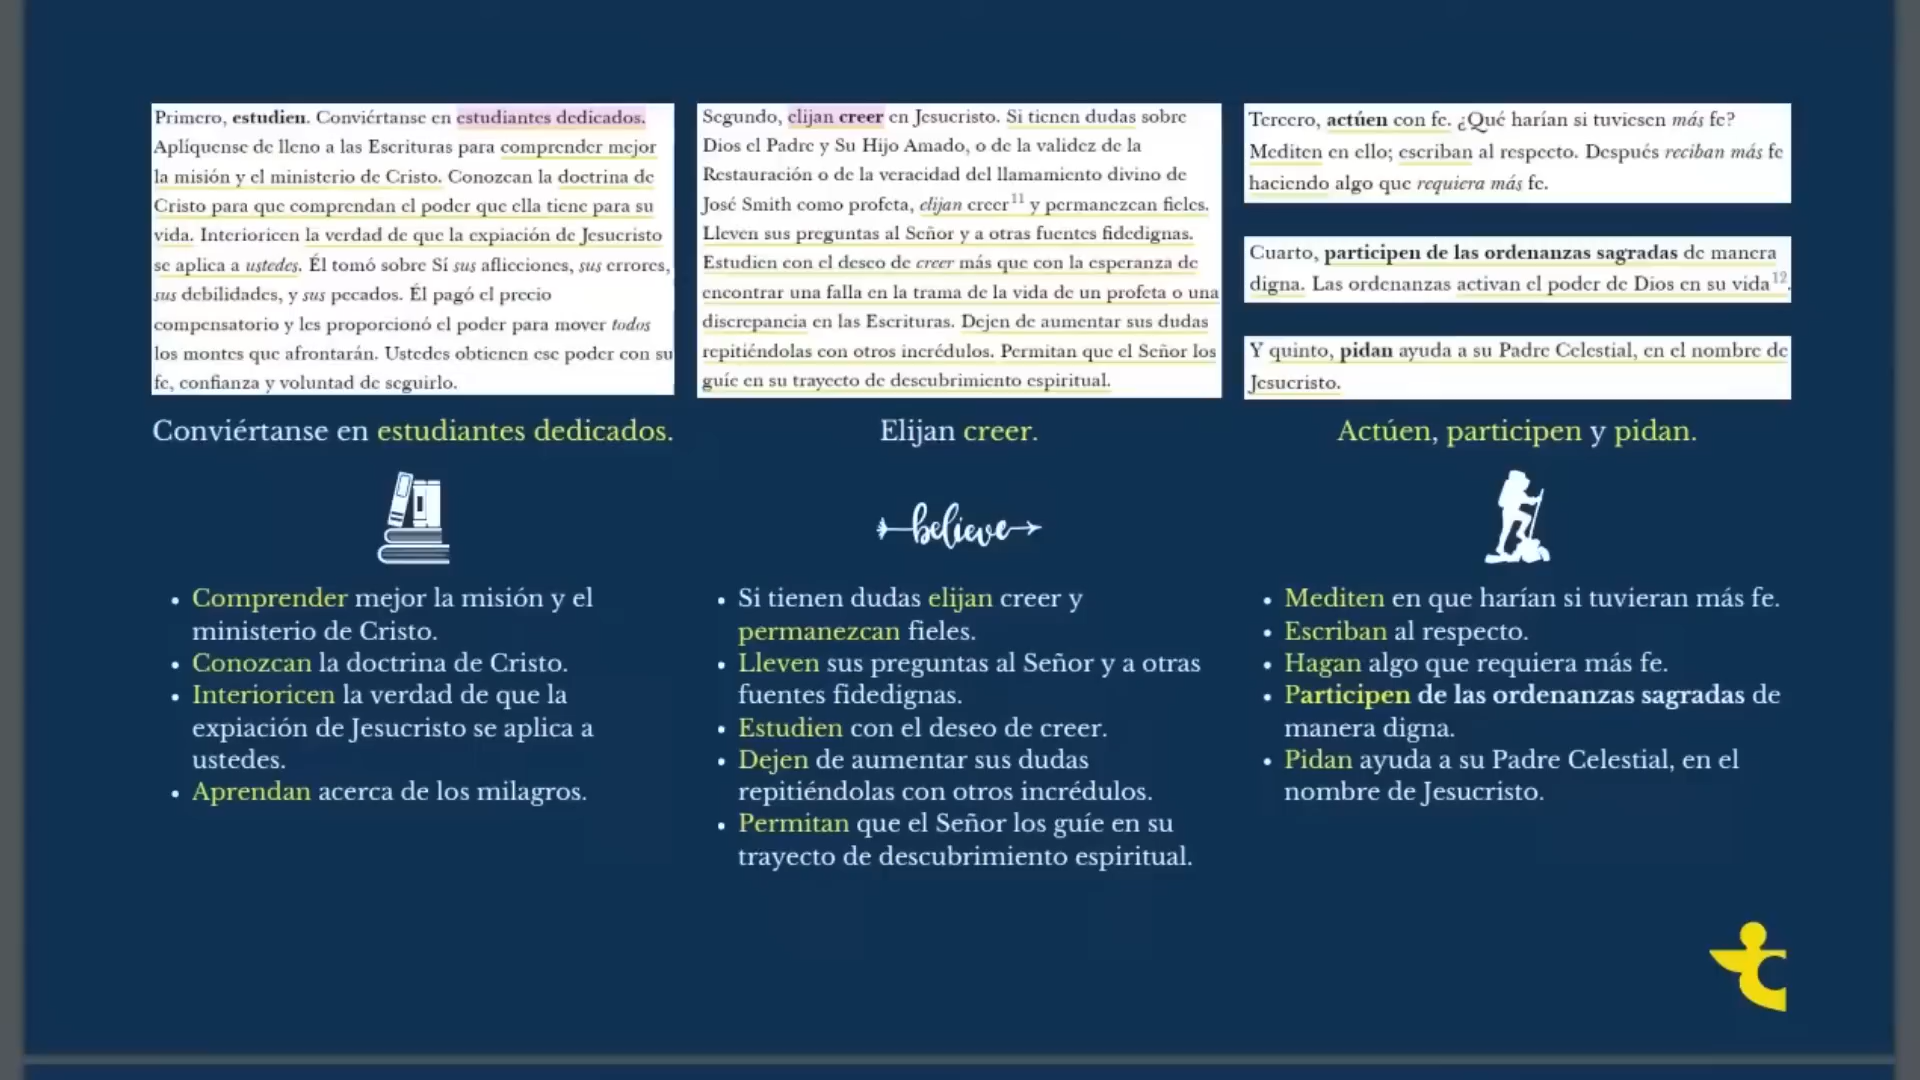 Primero, estudien. Conviértanse en estudiantes dedicados.
Aplíquense de lleno a las Escrituras para comprender mejor
la misión y el ministerio de Cristo. Conozcan la doctrina de
Cristo para que comprendan el poder que ella tiene para su
vida. Interioricen la verdad de que la expiación de Jesucristo
se aplica a ustedes. Él tomó sobre Sí sus aflicciones, sus errores,
sus debilidades, y sus pecados. Él pagó el precio
compensatorio y les proporcionó el poder para mover todos
los montes que afrontarán. Ustedes obtienen ese poder con su
fe, confianza y voluntad de seguirlo.
Conviértanse en estudiantes dedicados.
• Comprender mejor la misión y el
ministerio de Cristo.
• Conozcan la doctrina de Cristo.
• Interioricen la verdad de que la
expiación de Jesucristo se aplica a
ustedes.
• Aprendan acerca de los milagros.
Segundo, elijan creer en Jesucristo. Si tienen dudas sobre
Dios el Padre y Su Hijo Amado, o de la validez de la
Restauración o de la veracidad del llamamiento divino de
José Smith como profeta, elijan creer11 y permanezcan fieles.
Lleven sus preguntas al Señor y a otras fuentes fidedignas.
Estudien con el deseo de creer más que con la esperanza de
encontrar una falla en la trama de la vida de un profeta o una
discrepancia en las Escrituras. Dejen de aumentar sus dudas
repitiéndolas con otros incrédulos. Permitan que el Señor los
guíe en su trayecto de descubrimiento espiritual.
Elijan creer.
believe
• Si tienen dudas elijan creer y
permanezcan fieles.
• Lleven sus preguntas al Señor y a otras
fuentes fidedignas.
• Estudien con el deseo de creer.
• Dejen de aumentar sus dudas
repitiéndolas con otros incrédulos.
• Permitan que el Señor los guíe en su
trayecto de descubrimiento espiritual.
Tercero, actúen con fe. ¿Qué harían si tuviesen más fe?
Mediten en ello; escriban al respecto. Después reciban más fe
haciendo algo que requiera más fe.
Cuarto, participen de las ordenanzas sagradas de manera
digna. Las ordenanzas activan el poder de Dios en su vida12.
Y quinto, pidan ayuda a su Padre Celestial, en el nombre de
Jesucristo.
Actúen, participen y pidan.
• Mediten en que harían si tuvieran más fe.
• Escriban al respecto.
• Hagan algo que requiera más fe.
• Participen de las ordenanzas sagradas de
manera digna.
• Pidan ayuda a su Padre Celestial, en el
nombre de Jesucristo.